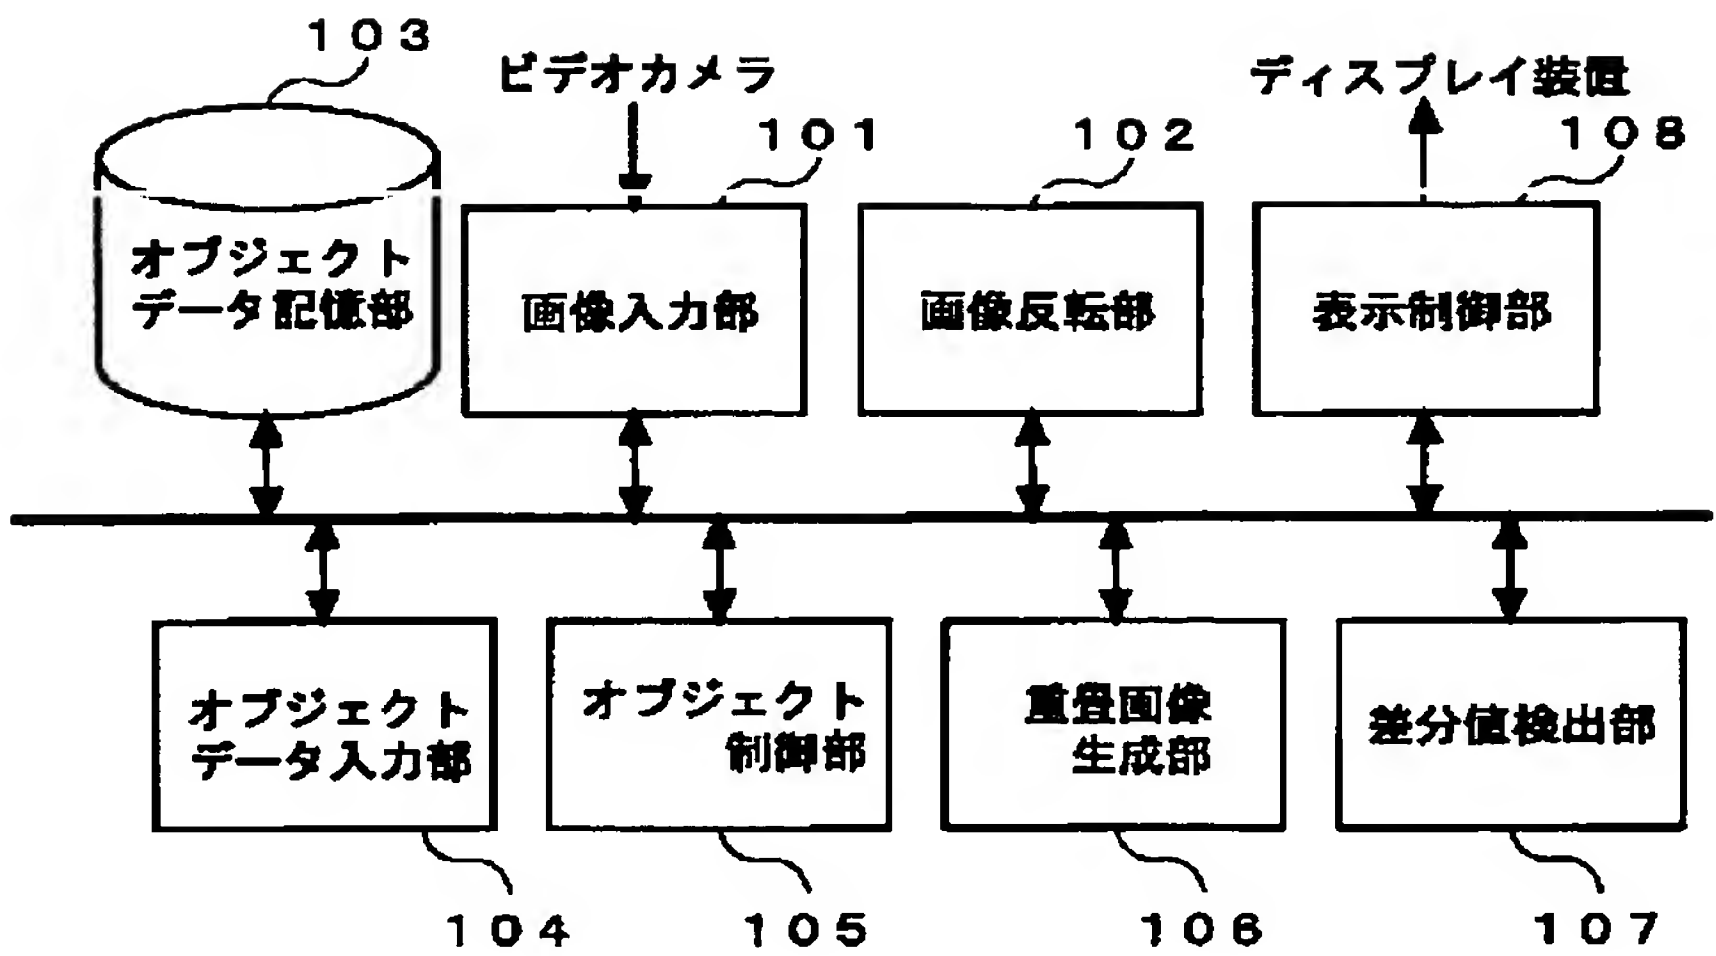 103
ビデオカメラ
ディスプレイ装置
101
102
108
オブジェクト
データ記憶部
画像入力部
画像反転部
表示制御部
オブジェクト
データ入力部
オブジェクト
制御部
重畳画像
生成部
差分値検出部
104
105
106
107